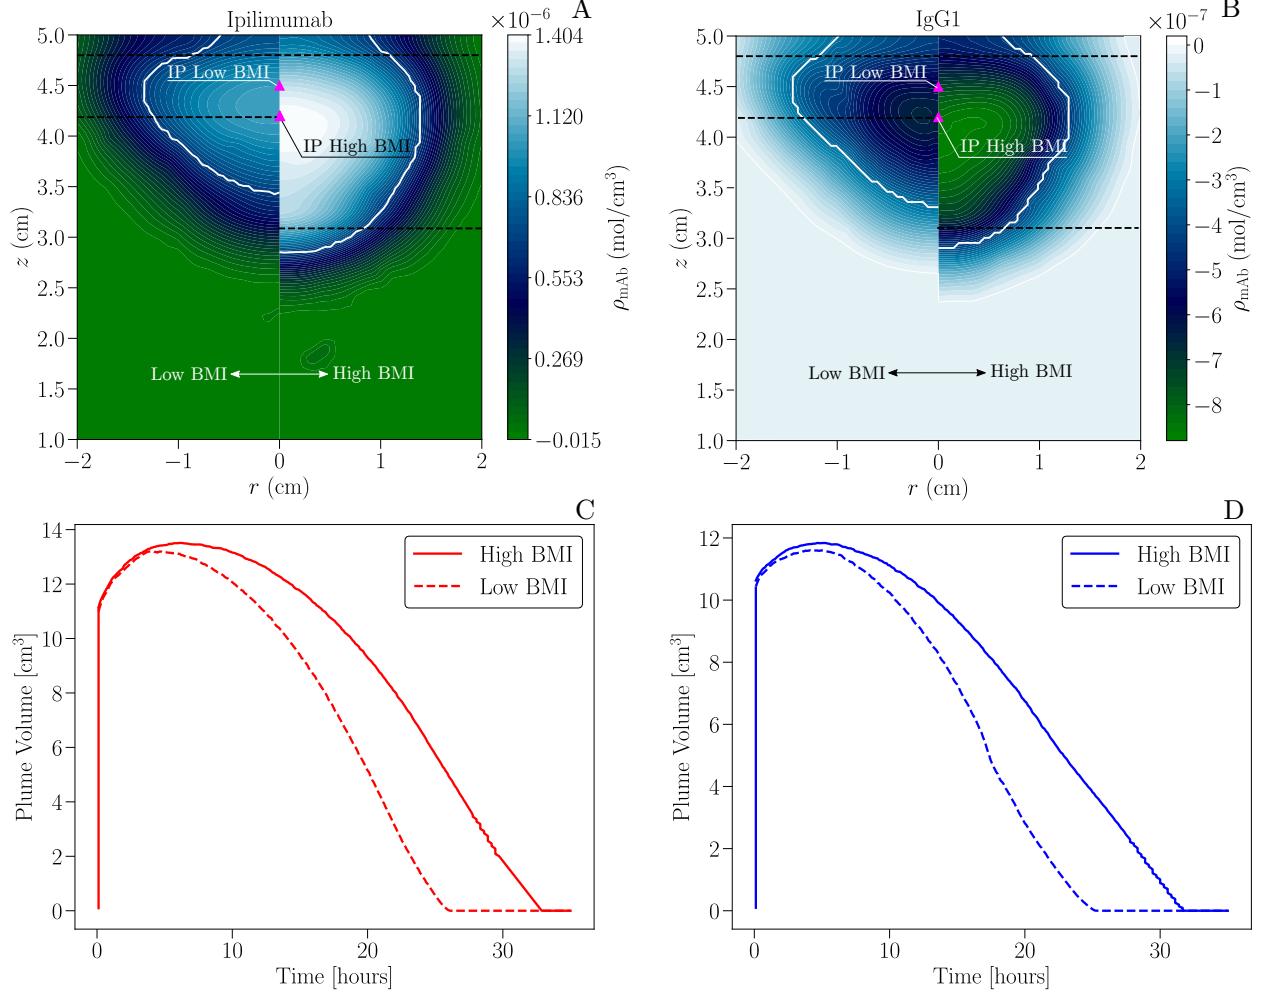 Ipilimumab
A
×10⁻⁶
5.0
4.5
4.0
3.5
3.0
2.5
2.0
1.5
1.0
z (cm)
IP Low BMI
IP High BMI
Low BMI
High BMI
−2
−1
0
1
2
r (cm)
1.404
1.120
0.836
0.553
0.269
−0.015
ρmAb (mol/cm³)
IgG1
B
×10⁻⁷
5.0
4.5
4.0
3.5
3.0
2.5
2.0
1.5
1.0
z (cm)
IP Low BMI
IP High BMI
Low BMI
High BMI
−2
−1
0
1
2
r (cm)
0
−1
−2
−3
−4
−5
−6
−7
−8
ρmAb (mol/cm³)
C
14
12
10
8
6
4
2
0
Plume Volume [cm³]
High BMI
Low BMI
0
10
20
30
Time [hours]
D
12
10
8
6
4
2
0
Plume Volume [cm³]
High BMI
Low BMI
0
10
20
30
Time [hours]